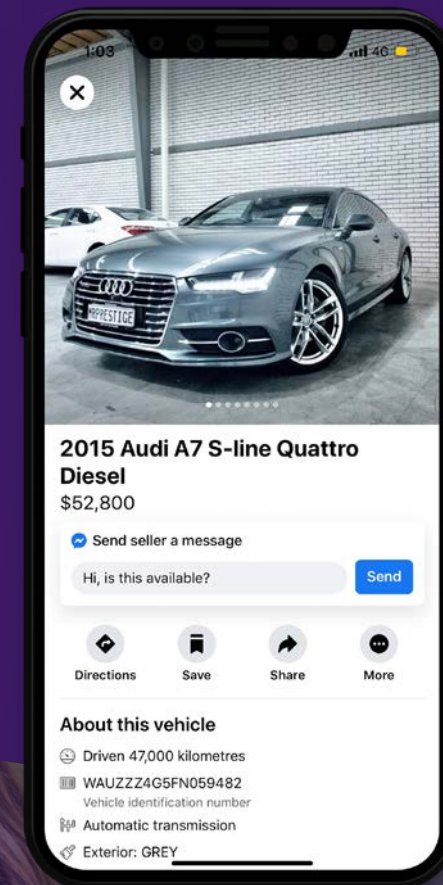 1:03
4G
MRPRESTIGE
2015 Audi A7 S-line Quattro
Diesel
$52,800
Send seller a message
Hi, is this available?
Send
Directions
Save
Share
More
About this vehicle
Driven 47,000 kilometres
WAUZZZ4G5FN059482
Vehicle identification number
Automatic transmission
Exterior: GREY